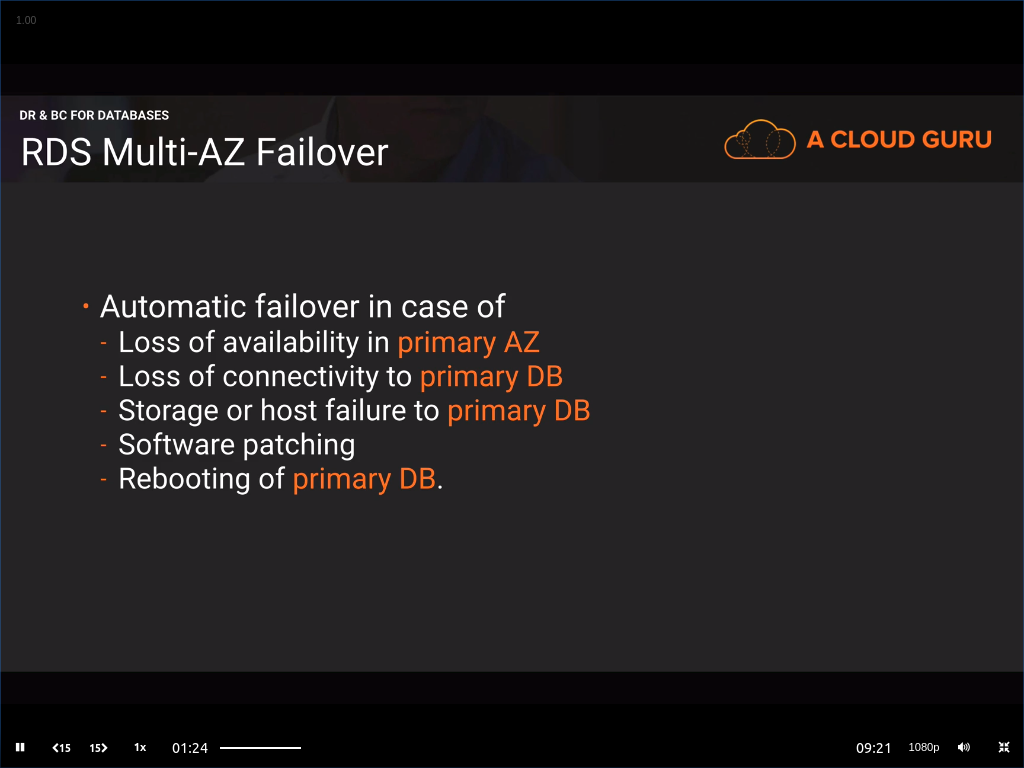 1.00
DR & BC FOR DATABASES
RDS Multi-AZ Failover
A CLOUD GURU
• Automatic failover in case of
- Loss of availability in primary AZ
- Loss of connectivity to primary DB
- Storage or host failure to primary DB
- Software patching
- Rebooting of primary DB.
15 15 1x 01:24 09:21 1080p